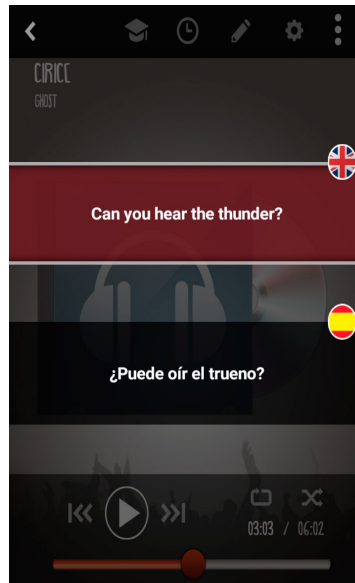 CIRICE
GHOST
Can you hear the thunder?
¿Puede oír el trueno?
03:03 / 06:02